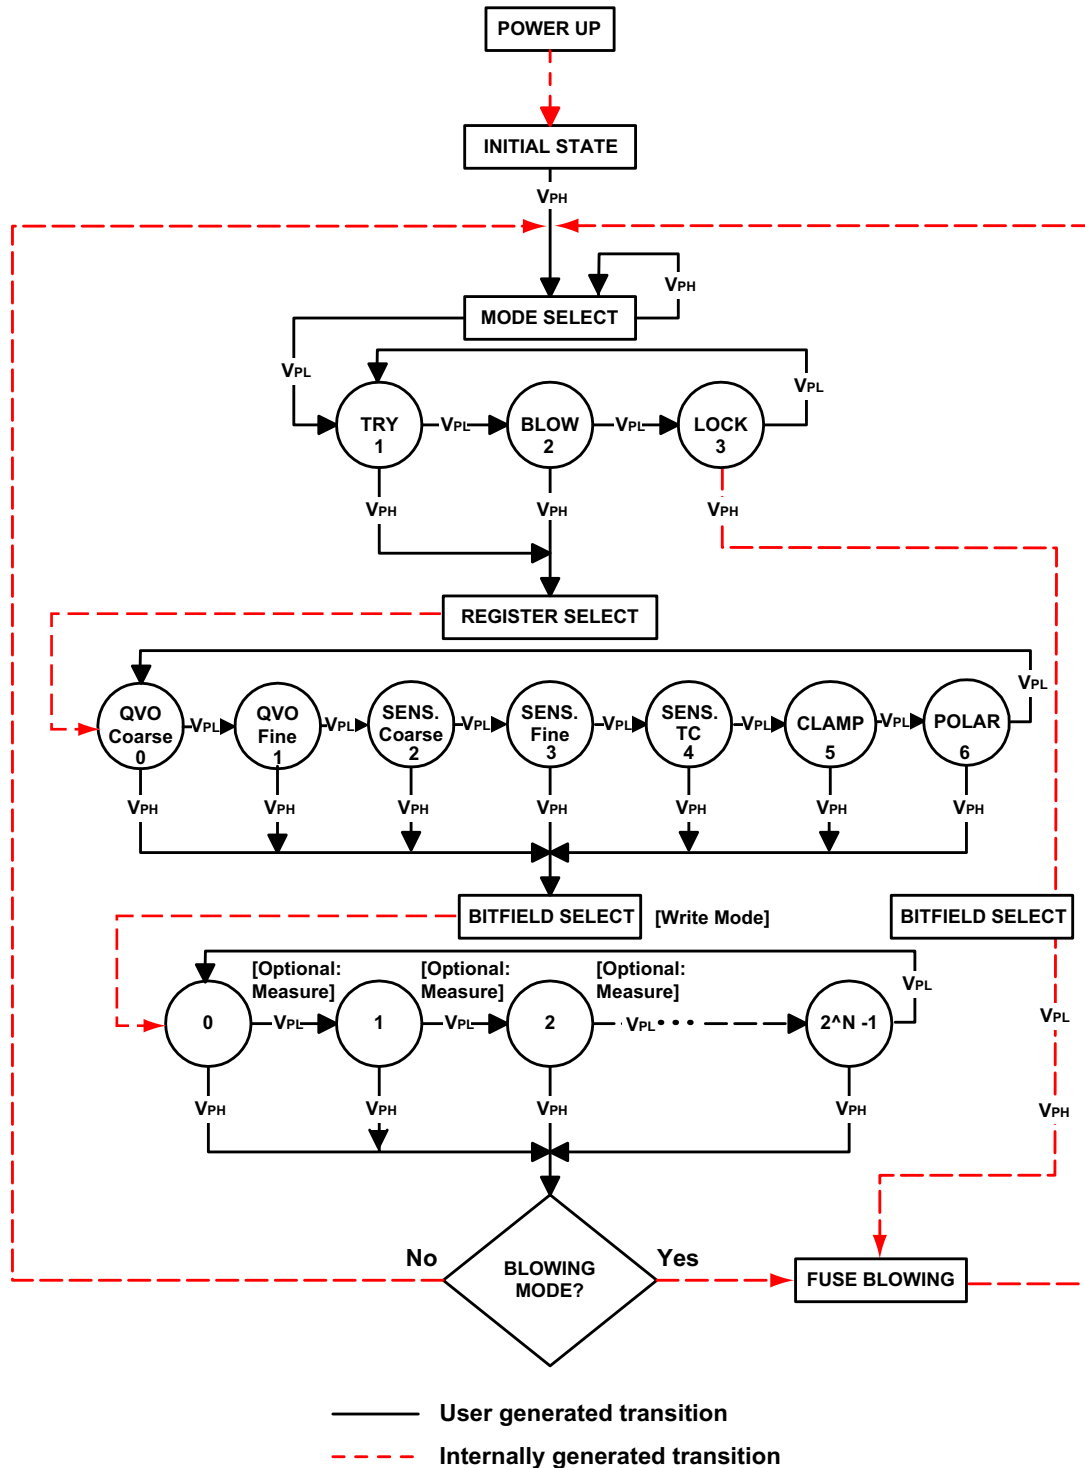 POWER UP
INITIAL STATE
VPH
VPH
MODE SELECT
VPL
VPL
TRY
1
VPL
BLOW
2
VPL
LOCK
3
VPH
VPH
VPH
REGISTER SELECT
VPL
QVO
Coarse
0
VPL
QVO
Fine
1
VPL
SENS.
Coarse
2
VPL
SENS.
Fine
3
VPL
SENS.
TC
4
VPL
CLAMP
5
VPL
POLAR
6
VPH
VPH
VPH
VPH
VPH
VPH
VPH
BITFIELD SELECT
[Write Mode]
BITFIELD SELECT
[Optional:
Measure]
[Optional:
Measure]
[Optional:
Measure]
VPL
0
VPL
1
VPL
2
VPL • • •
2^N -1
VPL
VPH
VPH
VPH
VPH
VPH
No
BLOWING
MODE?
Yes
FUSE BLOWING
User generated transition
Internally generated transition